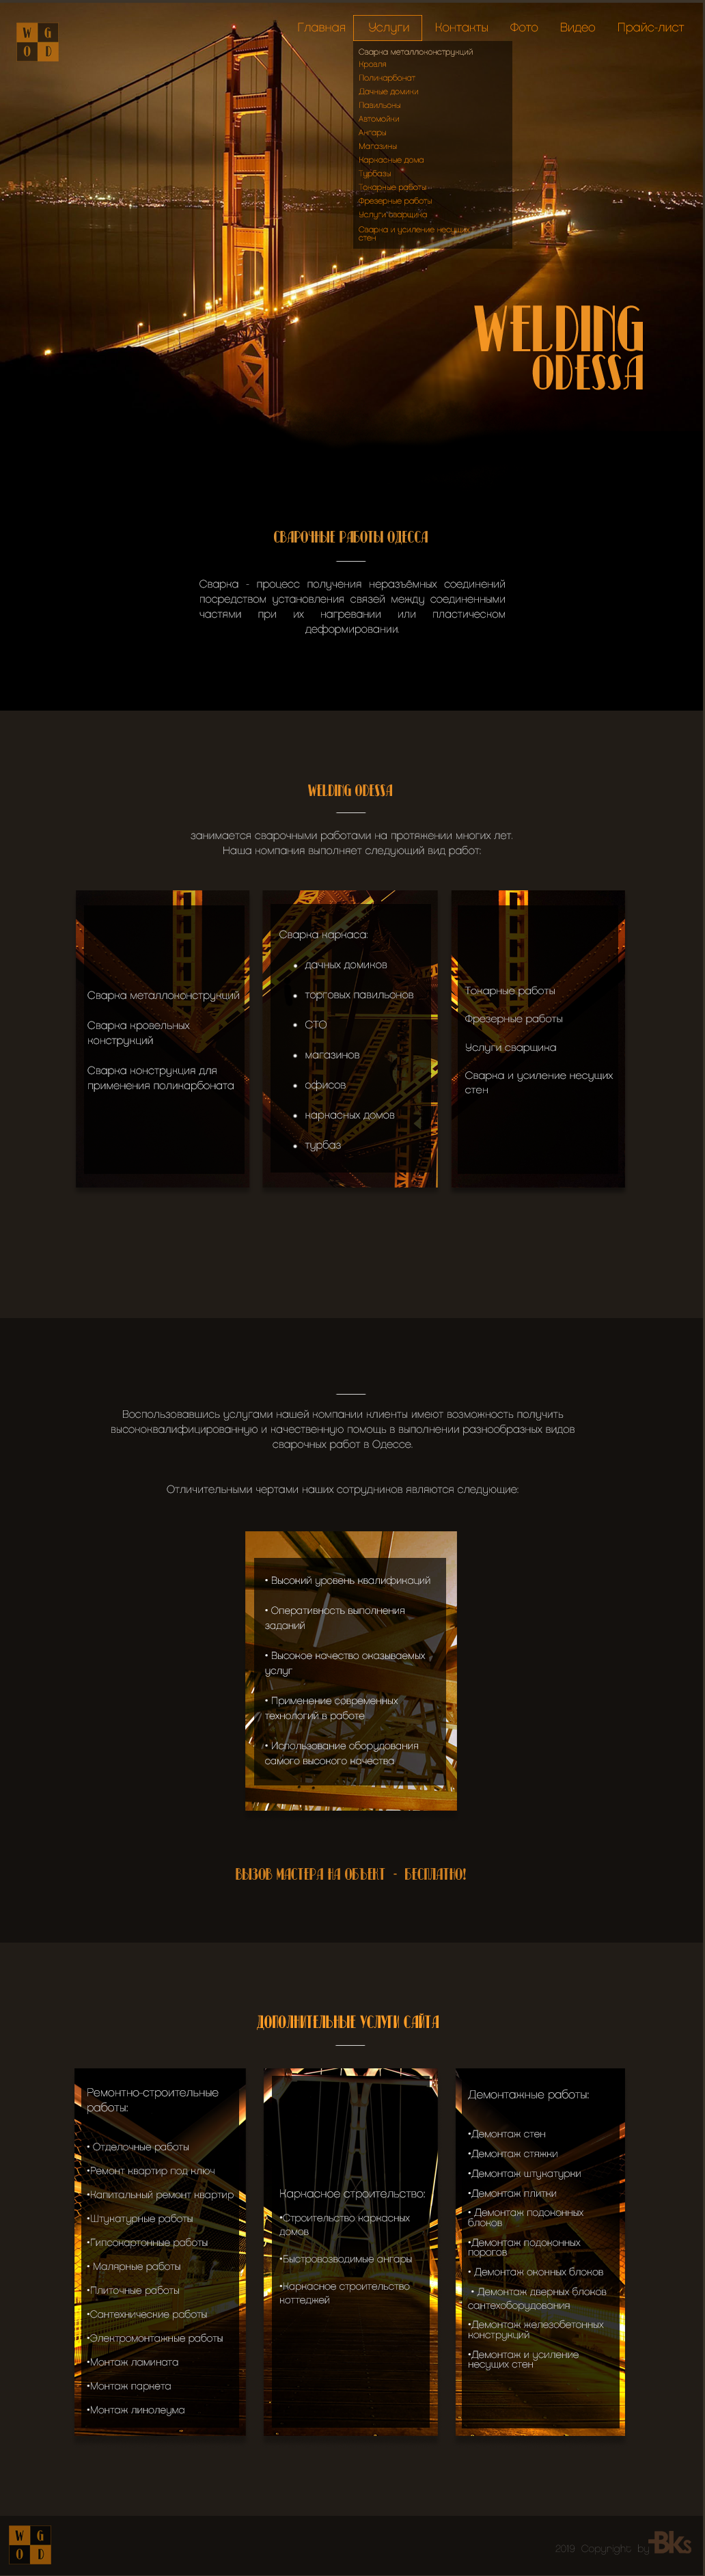 W G
O D
Главная Услуги Контакты Фото Видео Прайс-лист
Сварка металлоконструкций
Кровля
Поликарбонат
Дачные домики
Павильоны
Автомойки
Ангары
Магазины
Каркасные дома
Турбазы
Токарные работы
Фрезерные работы
Услуги сварщика
Сварка и усиление несущих
стен
WELDING
ODESSA
СВАРОЧНЫЕ РАБОТЫ ОДЕССА
Сварка - процесс получения неразъёмных соединений
посредством установления связей между соединенными
частями при их нагревании или пластическом
деформировании.
WELDING ODESSA
занимается сварочными работами на протяжении многих лет.
Наша компания выполняет следующий вид работ:
Сварка металлоконструкций
Сварка кровельных
конструкций
Сварка конструкция для
применения поликарбоната
Сварка каркаса:
• дачных домиков
• торговых павильонов
• СТО
• магазинов
• офисов
• каркасных домов
• турбаз
Токарные работы
Фрезерные работы
Услуги сварщика
Сварка и усиление несущих
стен
Воспользовавшись услугами нашей компании клиенты имеют возможность получить
высококвалифицированную и качественную помощь в выполнении разнообразных видов
сварочных работ в Одессе.
Отличительными чертами наших сотрудников являются следующие:
• Высокий уровень квалификаций
• Оперативность выполнения
заданий
• Высокое качество оказываемых
услуг
• Применение современных
технологий в работе
• Использование оборудования
самого высокого качества
ВЫЗОВ МАСТЕРА НА ОБЪЕКТ - БЕСПЛАТНО!
ДОПОЛНИТЕЛЬНЫЕ УСЛУГИ САЙТА
Ремонтно-строительные
работы:
• Отделочные работы
•Ремонт квартир под ключ
•Капитальный ремонт квартир
•Штукатурные работы
•Гипсокартонные работы
• Малярные работы
•Плиточные работы
•Сантехнические работы
•Электромонтажные работы
•Монтаж ламината
•Монтаж паркета
•Монтаж линолеума
Каркасное строительство:
•Строительство каркасных
домов
•Быстровозводимые ангары
•Каркасное строительство
коттеджей
Демонтажные работы:
•Демонтаж стен
•Демонтаж стяжки
•Демонтаж штукатурки
•Демонтаж плитки
• Демонтаж подоконных
блоков
•Демонтаж подоконных
порогов
• Демонтаж оконных блоков
• Демонтаж дверных блоков
сантехоборудования
•Демонтаж железобетонных
конструкций
•Демонтаж и усиление
несущих стен
W G
O D
2019 Copyright by Bks